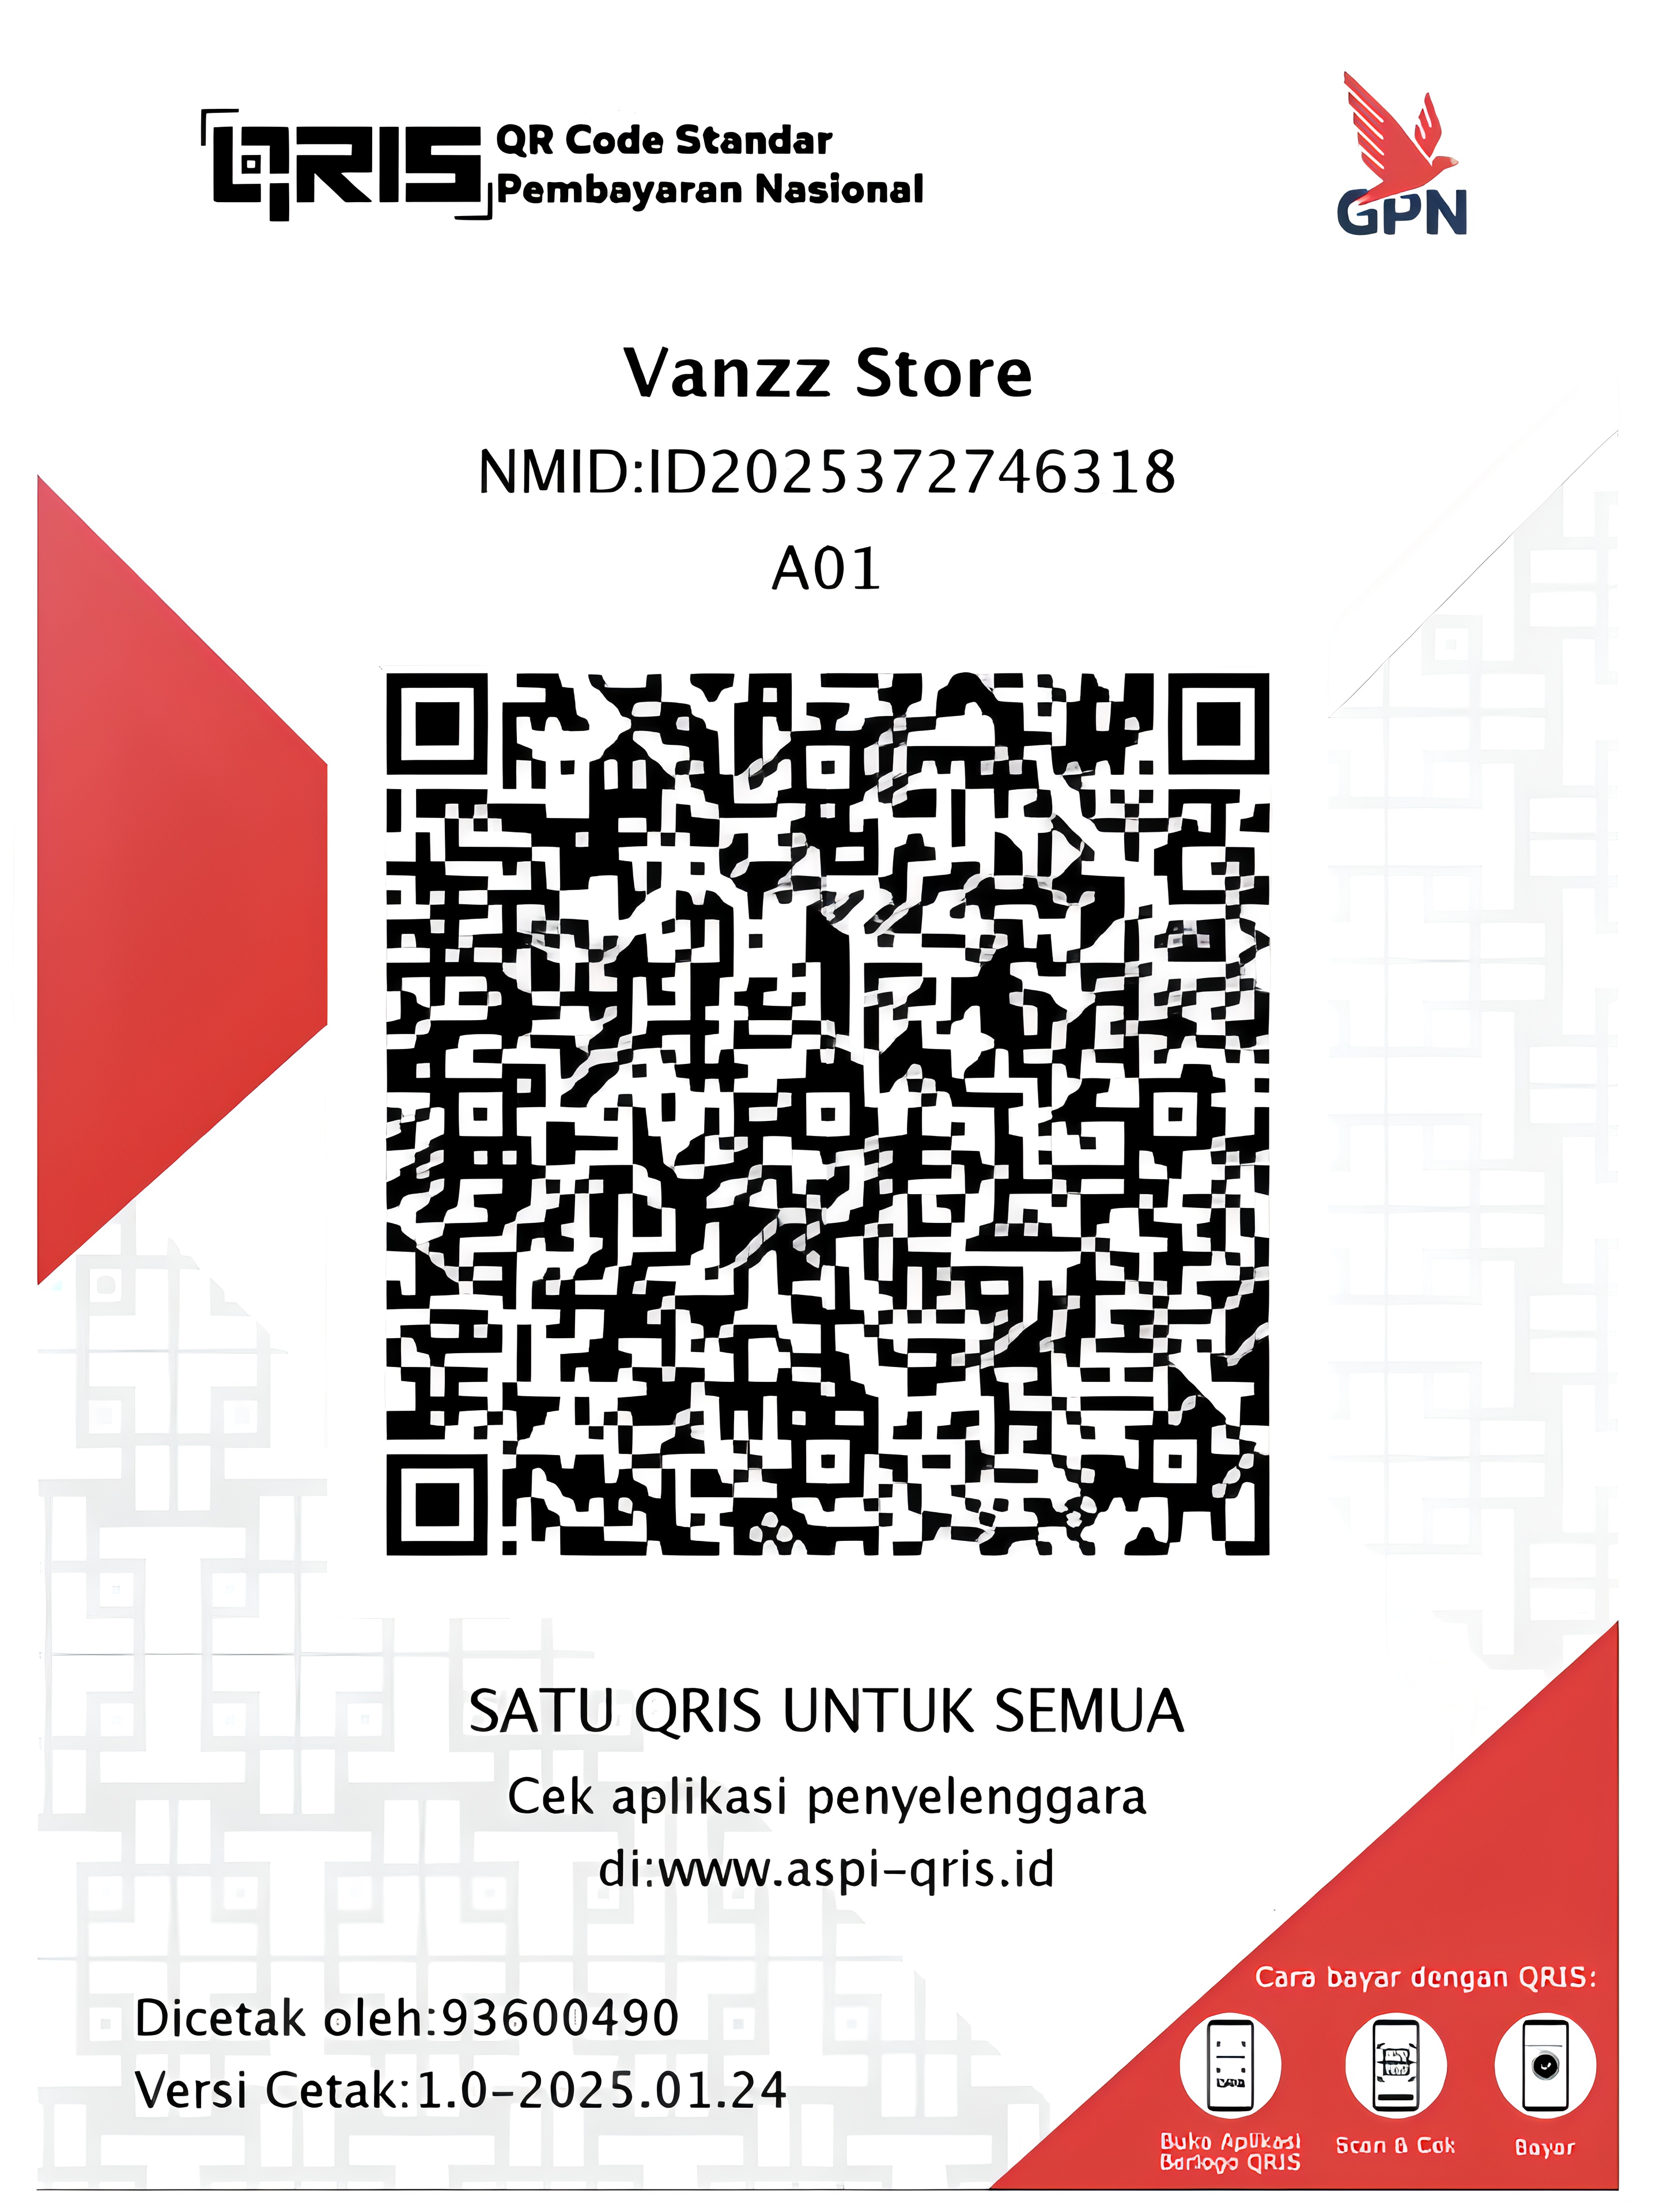 QRIS QR Code Standar
Pembayaran Nasional
GPN
Vanzz Store
NMID:ID2025372746318
A01
SATU QRIS UNTUK SEMUA
Cek aplikasi penyelenggara
di:www.aspi-qris.id
Dicetak oleh:93600490
Versi Cetak:1.0-2025.01.24
Cara bayar dengan QRIS:
Buka Aplikasi
Berlogo QRIS
Scan & Cek
Bayar